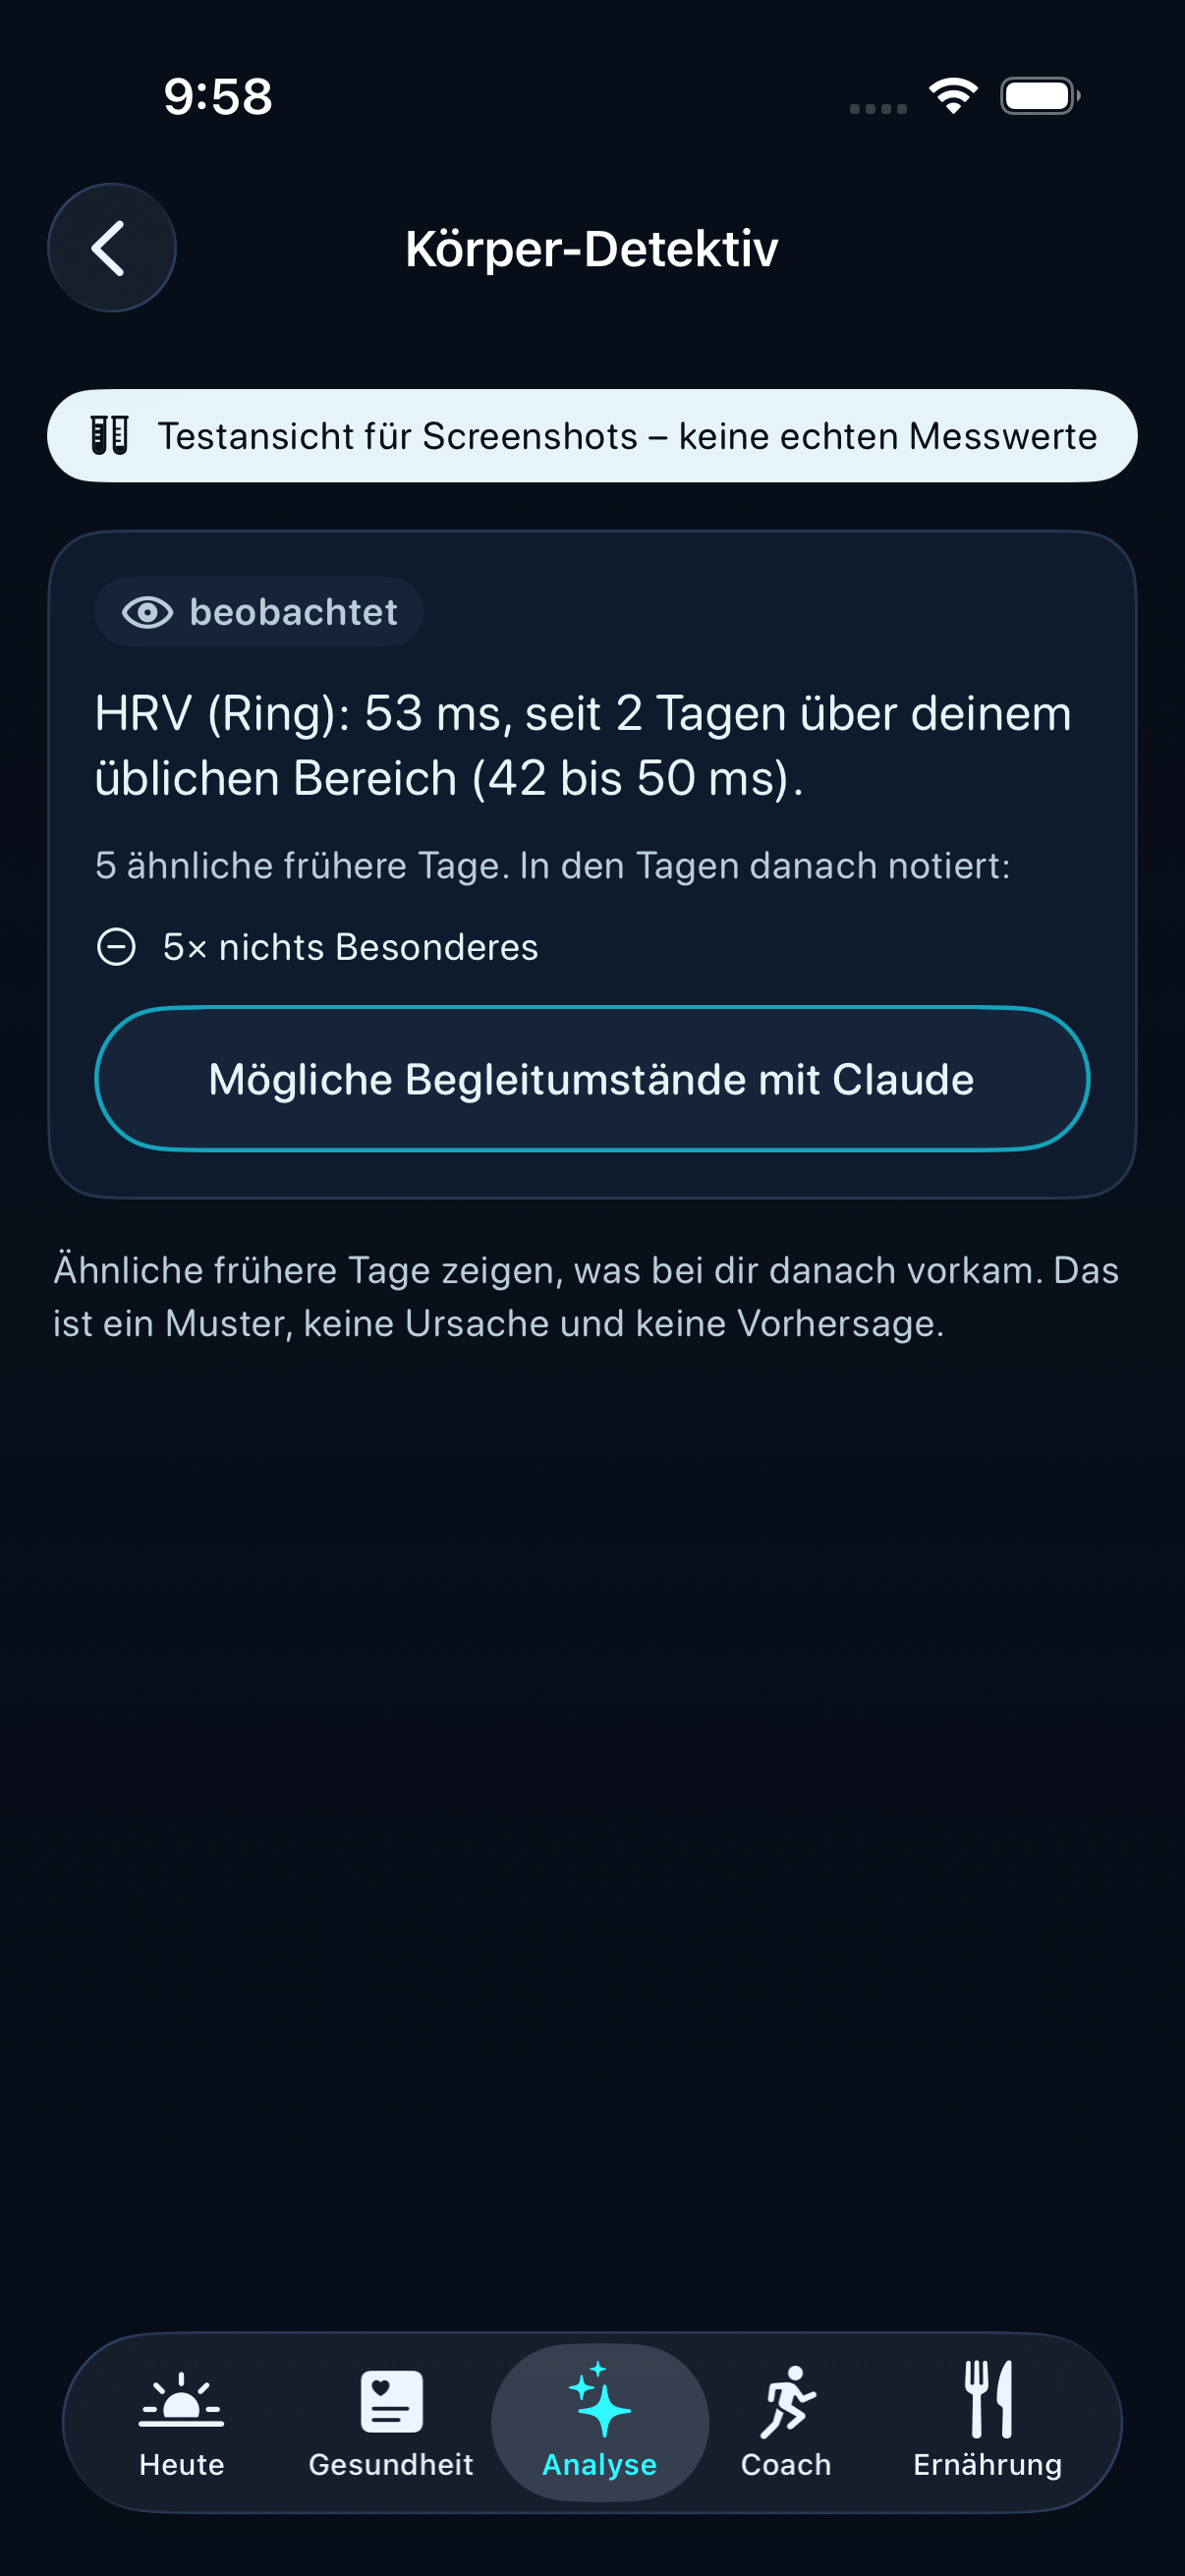 9:58
Körper-Detektiv
Testansicht für Screenshots – keine echten Messwerte
beobachtet
HRV (Ring): 53 ms, seit 2 Tagen über deinem
üblichen Bereich (42 bis 50 ms).
5 ähnliche frühere Tage. In den Tagen danach notiert:
5× nichts Besonderes
Mögliche Begleitumstände mit Claude
Ähnliche frühere Tage zeigen, was bei dir danach vorkam. Das
ist ein Muster, keine Ursache und keine Vorhersage.
Heute Gesundheit Analyse Coach Ernährung